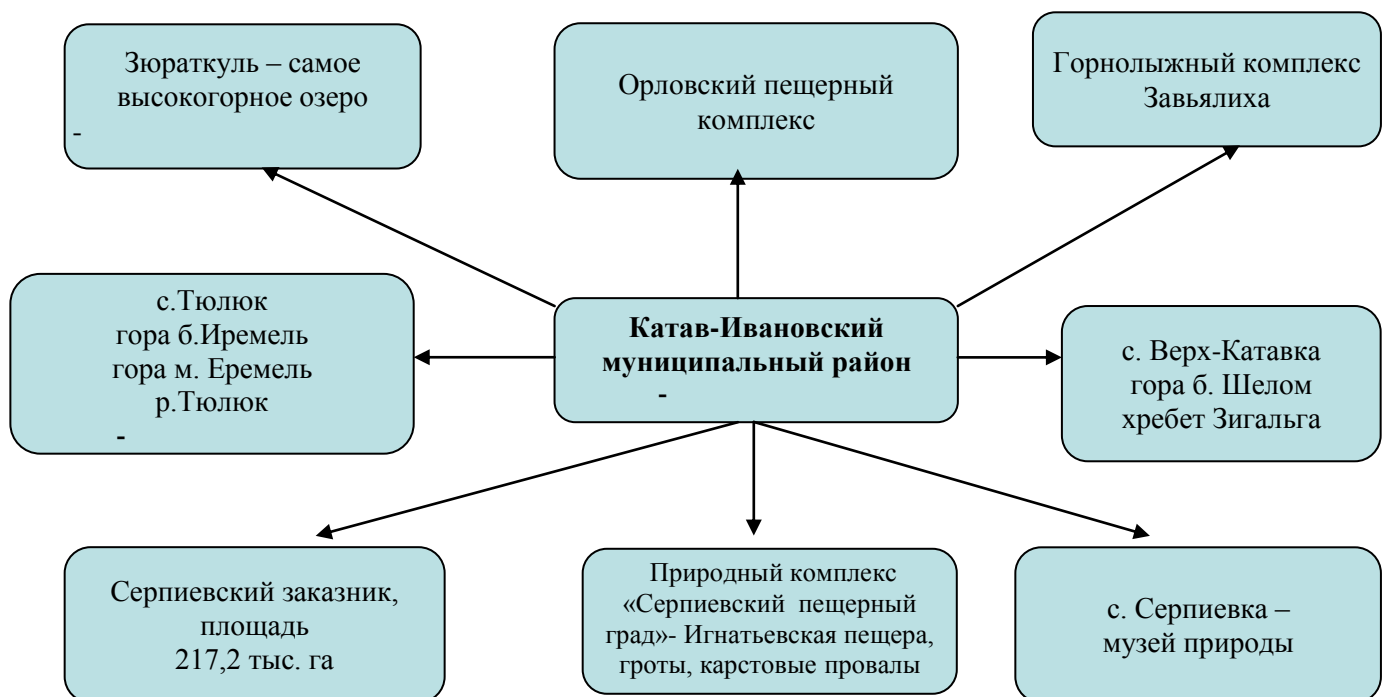 Зюраткуль – самое
высокогорное озеро
-
Орловский пещерный
комплекс
Горнолыжный комплекс
Завьялиха
с.Тюлюк
гора б.Иремель
гора м. Еремель
р.Тюлюк
-
Катав-Ивановский
муниципальный район
-
с. Верх-Катавка
гора б. Шелом
хребет Зигальга
Серпиевский заказник,
площадь
217,2 тыс. га
Природный комплекс
«Серпиевский пещерный
град»- Игнатьевская пещера,
гроты, карстовые провалы
с. Серпиевка –
музей природы